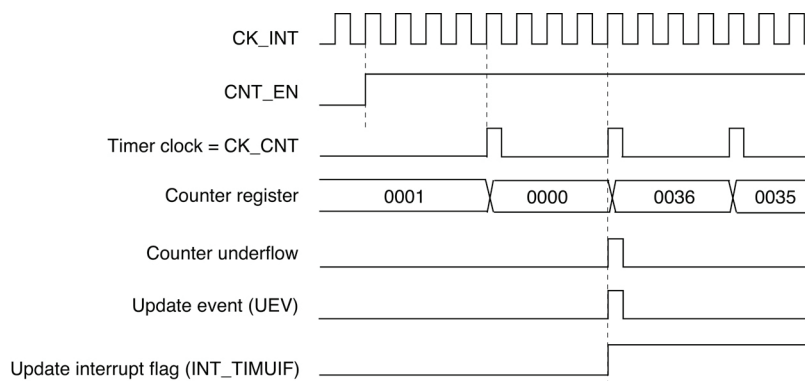 CK_INT
CNT_EN
Timer clock = CK_CNT
Counter register 0001 0000 0036 0035
Counter underflow
Update event (UEV)
Update interrupt flag (INT_TIMUIF)